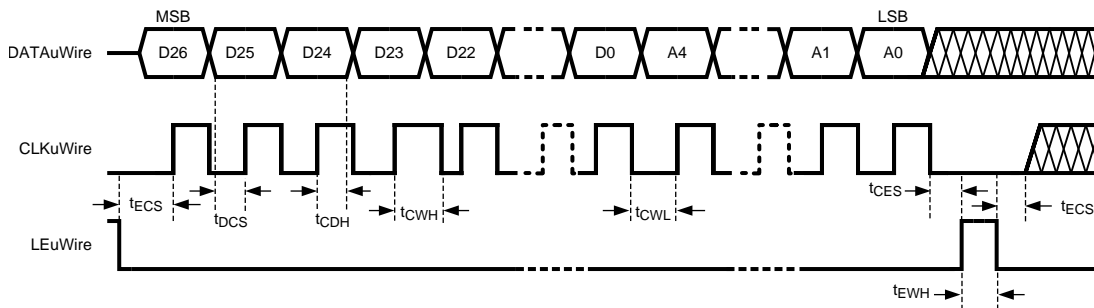 MSB
LSB
DATAuWire
D26
D25
D24
D23
D22
D0
A4
A1
A0
CLKuWire
tECS
tDCS
tCDH
tCWH
tCWL
tCES
tECS
LEuWire
tEWH